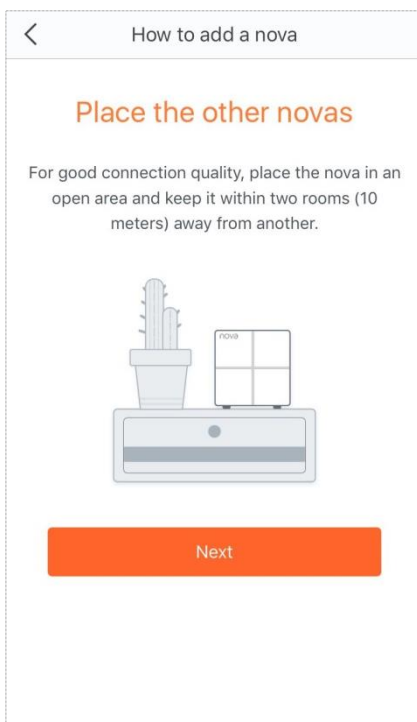 How to add a nova
Place the other novas
For good connection quality, place the nova in an
open area and keep it within two rooms (10
meters) away from another.
nova
Next